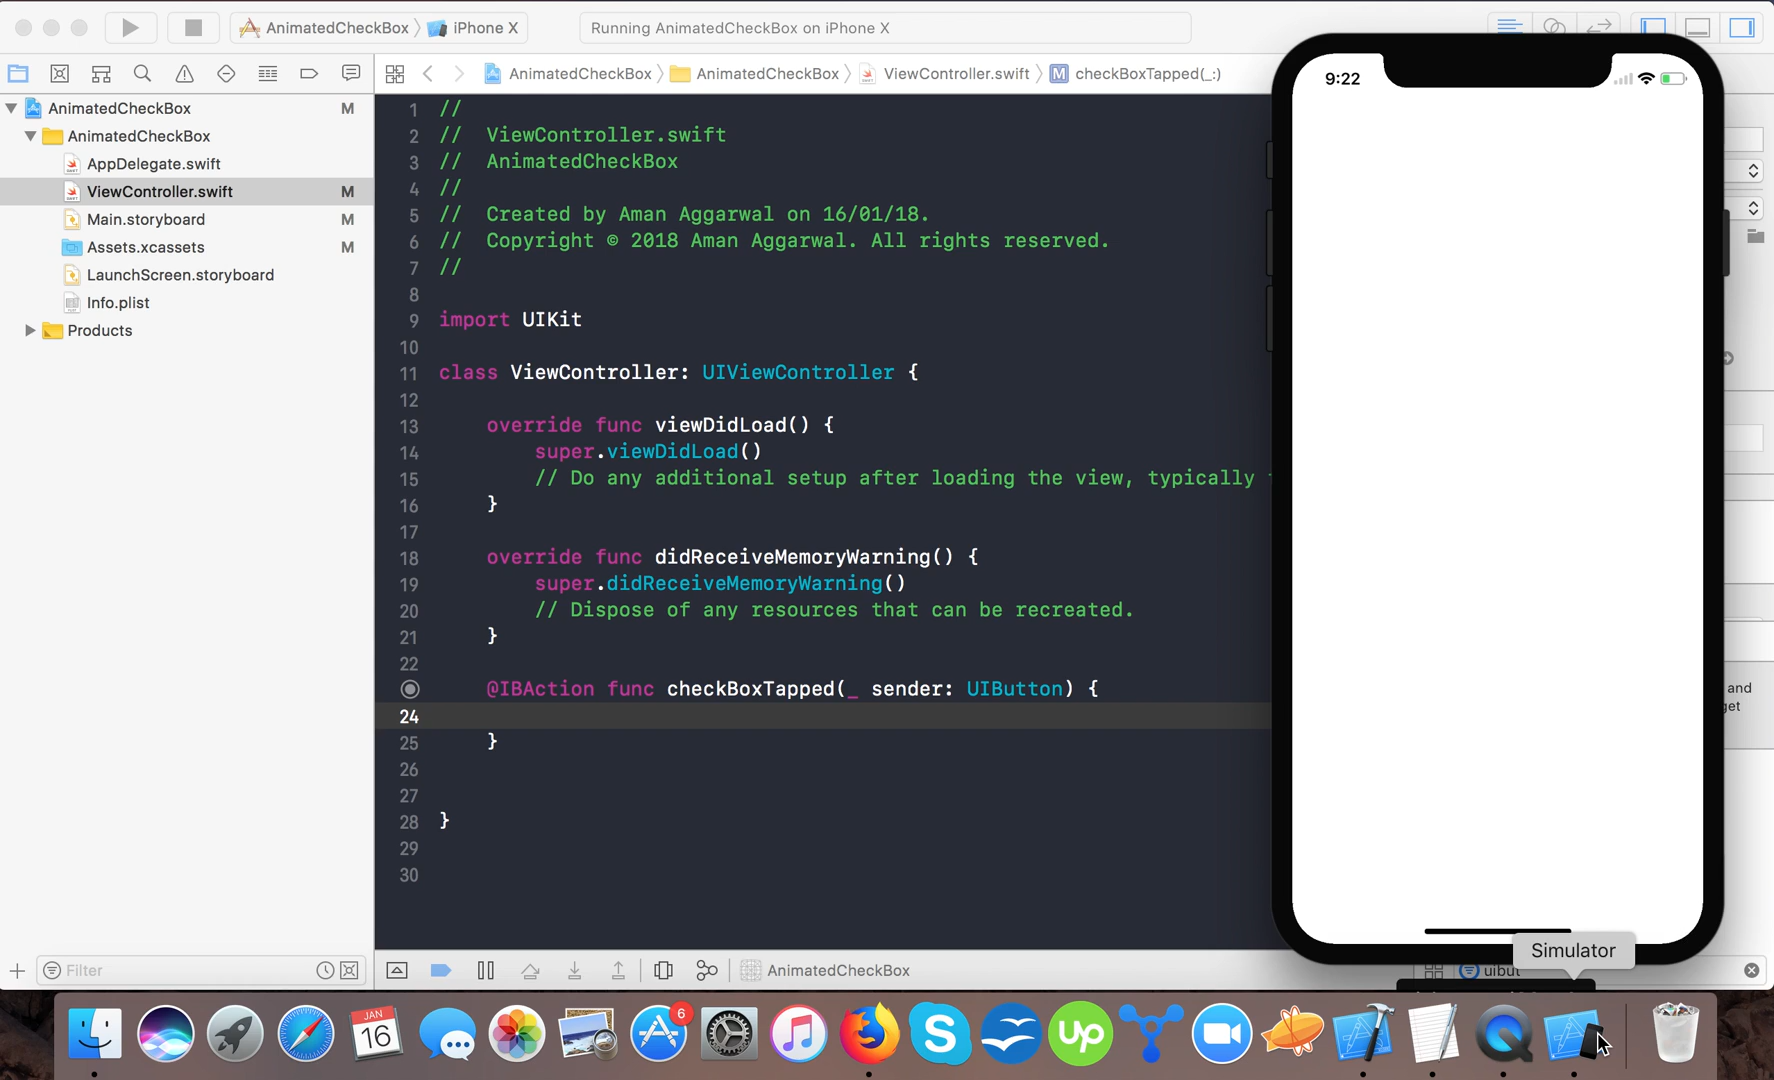 AnimatedCheckBox
iPhone X
Running AnimatedCheckBox on iPhone X
AnimatedCheckBox
AnimatedCheckBox
ViewController.swift
M
checkBoxTapped(_:)
AnimatedCheckBox
M
AnimatedCheckBox
AppDelegate.swift
ViewController.swift
M
Main.storyboard
M
Assets.xcassets
M
LaunchScreen.storyboard
Info.plist
Products
1 //
2 // ViewController.swift
3 // AnimatedCheckBox
4 //
5 // Created by Aman Aggarwal on 16/01/18.
6 // Copyright © 2018 Aman Aggarwal. All rights reserved.
7 //
8
9 import UIKit
10
11 class ViewController: UIViewController {
12
13 override func viewDidLoad() {
14 super.viewDidLoad()
15 // Do any additional setup after loading the view, typically
16 }
17
18 override func didReceiveMemoryWarning() {
19 super.didReceiveMemoryWarning()
20 // Dispose of any resources that can be recreated.
21 }
22
@IBAction func checkBoxTapped(_ sender: UIButton) {
24
25 }
26
27
28 }
29
30
9:22
and
get
Filter
AnimatedCheckBox
uibut
Simulator
JAN
16
6
S
up